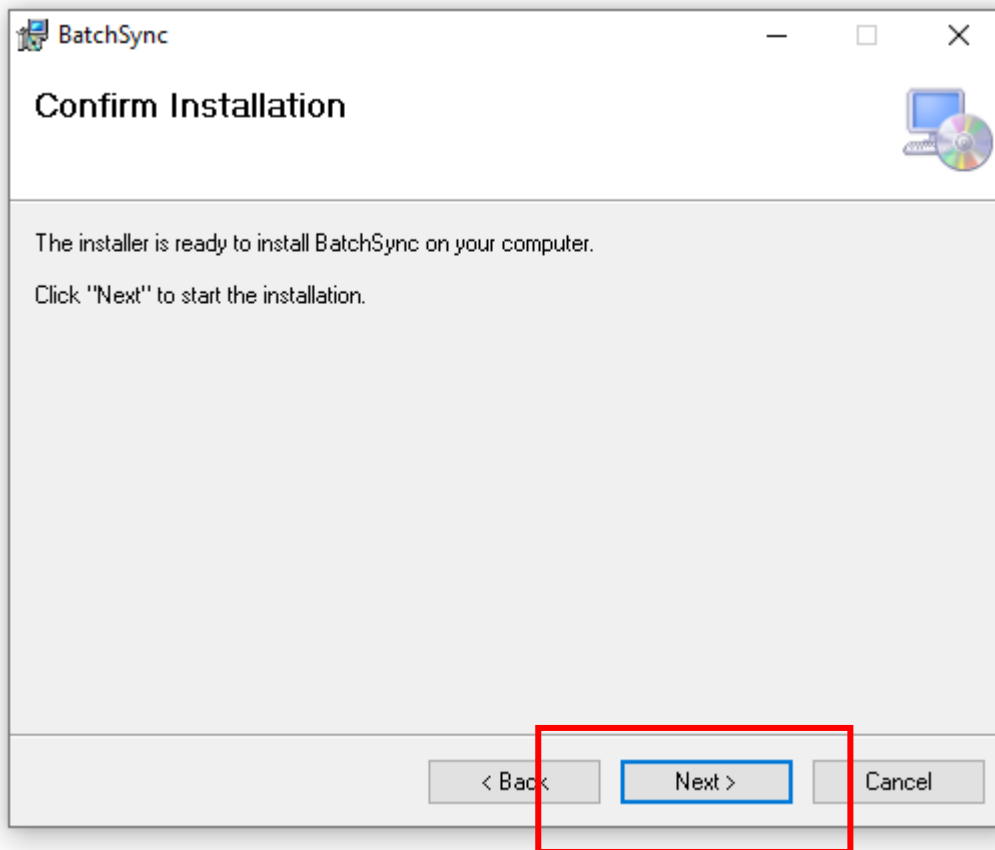 BatchSync
Confirm Installation
The installer is ready to install BatchSync on your computer.
Click "Next" to start the installation.
< Back
Next >
Cancel